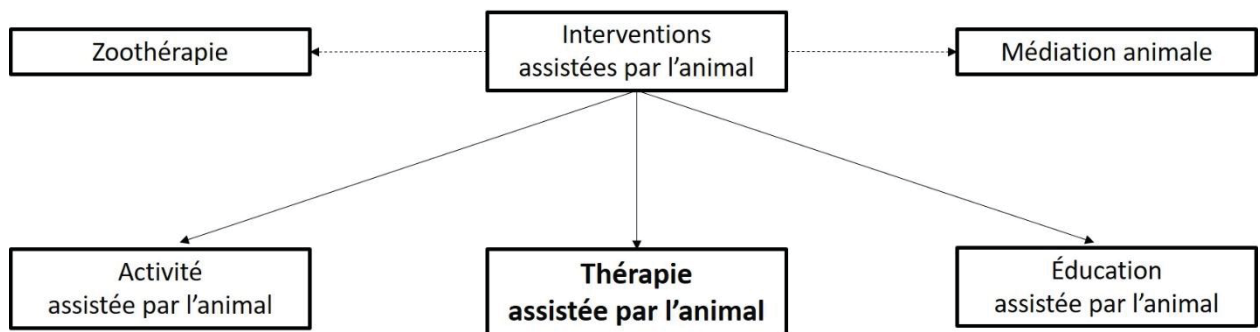 Zoothérapie
Interventions
assistées par l’animal
Médiation animale
Activité
assistée par l’animal
Thérapie
assistée par l’animal
Éducation
assistée par l’animal